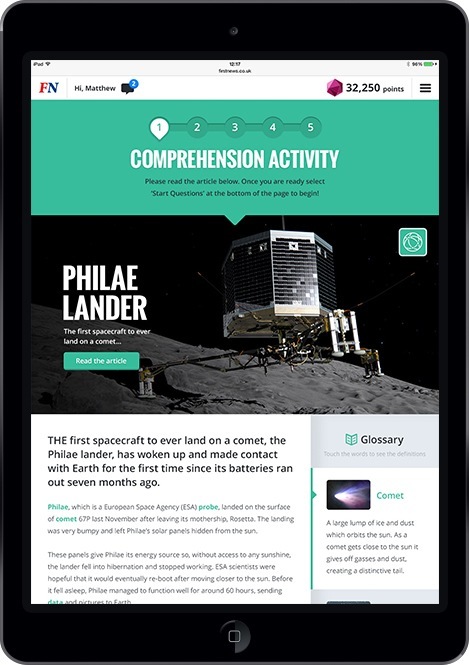 iPad
12:17
96%
firstnews.co.uk
FN
Hi, Matthew
2
32,250 points
1 2 3 4 5
COMPREHENSION ACTIVITY
Please read the article below. Once you are ready select
'Start Questions' at the bottom of the page to begin!
PHILAE
LANDER
The first spacecraft to ever
land on a comet...
Read the article
THE first spacecraft to ever land on a comet, the
Philae lander, has woken up and made contact
with Earth for the first time since its batteries ran
out seven months ago.
Philae, which is a European Space Agency (ESA) probe, landed on the surface
of comet 67P last November after leaving its mothership, Rosetta. The landing
was very bumpy and left Philae's solar panels hidden from the sun.
These panels give Philae its energy source so, without access to any sunshine,
the lander fell into hibernation and stopped working. ESA scientists were
hopeful that it would eventually re-boot after moving closer to the sun. Before
it fell asleep, Philae managed to function well for around 60 hours, sending
data and pictures to Earth.
Glossary
Touch the words to see the definitions
Comet
A large lump of ice and dust
which orbits the sun. As a
comet gets close to the sun it
gives off gasses and dust,
creating a distinctive tail.